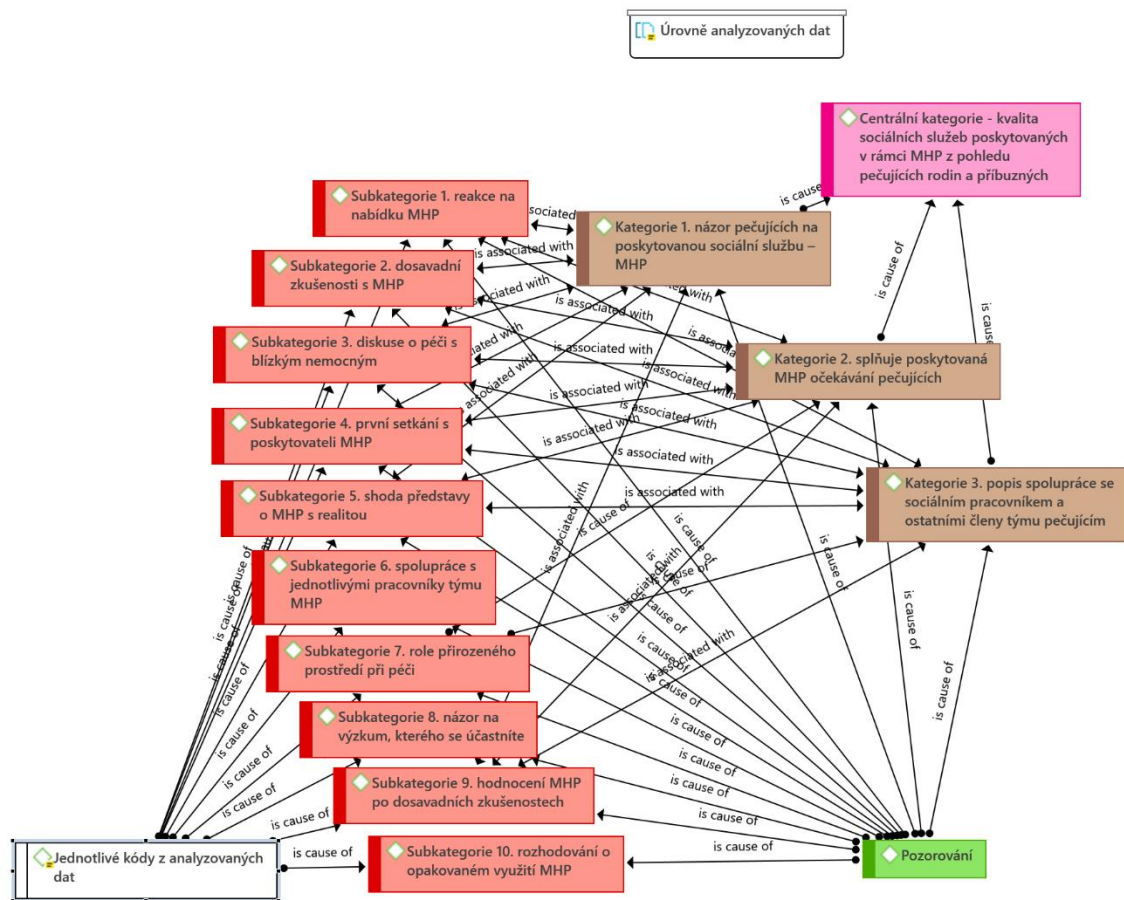 Úrovně analyzovaných dat
Centrální kategorie - kvalita
sociálních služeb poskytovaných
v rámci MHP z pohledu
pečujících rodin a příbuzných
Subkategorie 1. reakce na
nabídku MHP
Kategorie 1. názor pečujících na
poskytovanou sociální službu –
MHP
Subkategorie 2. dosavadní
zkušenosti s MHP
Subkategorie 3. diskuse o péči s
blízkým nemocným
Kategorie 2. splňuje poskytovaná
MHP očekávání pečujících
Subkategorie 4. první setkání s
poskytovateli MHP
Kategorie 3. popis spolupráce se
sociálním pracovníkem a
ostatními členy týmu pečujícím
Subkategorie 5. shoda představy
o MHP s realitou
Subkategorie 6. spolupráce s
jednotlivými pracovníky týmu
MHP
Subkategorie 7. role přirozeného
prostředí při péči
Subkategorie 8. názor na
výzkum, kterého se účastníte
Subkategorie 9. hodnocení MHP
po dosavadních zkušenostech
Subkategorie 10. rozhodování o
opakovaném využití MHP
Jednotlivé kódy z analyzovaných
dat
Pozorování
is cause of
is cause of
is cause of
is cause of
is cause of
is cause of
is cause of
is cause of
is cause of
is cause of
is cause of
is cause of
is associated with
is associated with
is associated with
is associated with
is associated with
is associated with
is associated with
is associated with
is associated with